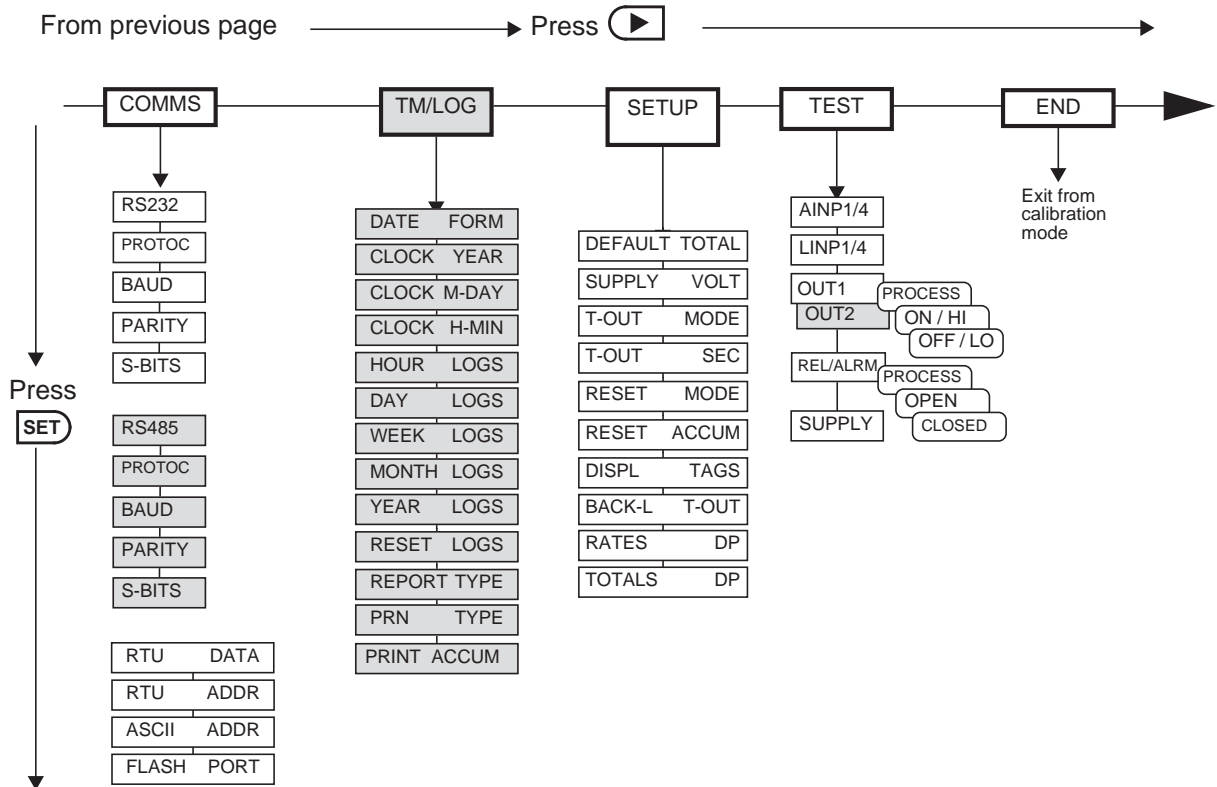 From previous page
Press
COMMS
TM/LOG
SETUP
TEST
END
Press
SET
RS232
PROTOC
BAUD
PARITY
S-BITS
RS485
PROTOC
BAUD
PARITY
S-BITS
RTU DATA
RTU ADDR
ASCII ADDR
FLASH PORT
DATE FORM
CLOCK YEAR
CLOCK M-DAY
CLOCK H-MIN
HOUR LOGS
DAY LOGS
WEEK LOGS
MONTH LOGS
YEAR LOGS
RESET LOGS
REPORT TYPE
PRN TYPE
PRINT ACCUM
DEFAULT TOTAL
SUPPLY VOLT
T-OUT MODE
T-OUT SEC
RESET MODE
RESET ACCUM
DISPL TAGS
BACK-L T-OUT
RATES DP
TOTALS DP
AINP1/4
LINP1/4
OUT1
OUT2
PROCESS
ON / HI
OFF / LO
REL/ALRM
PROCESS
OPEN
CLOSED
SUPPLY
Exit from
calibration
mode